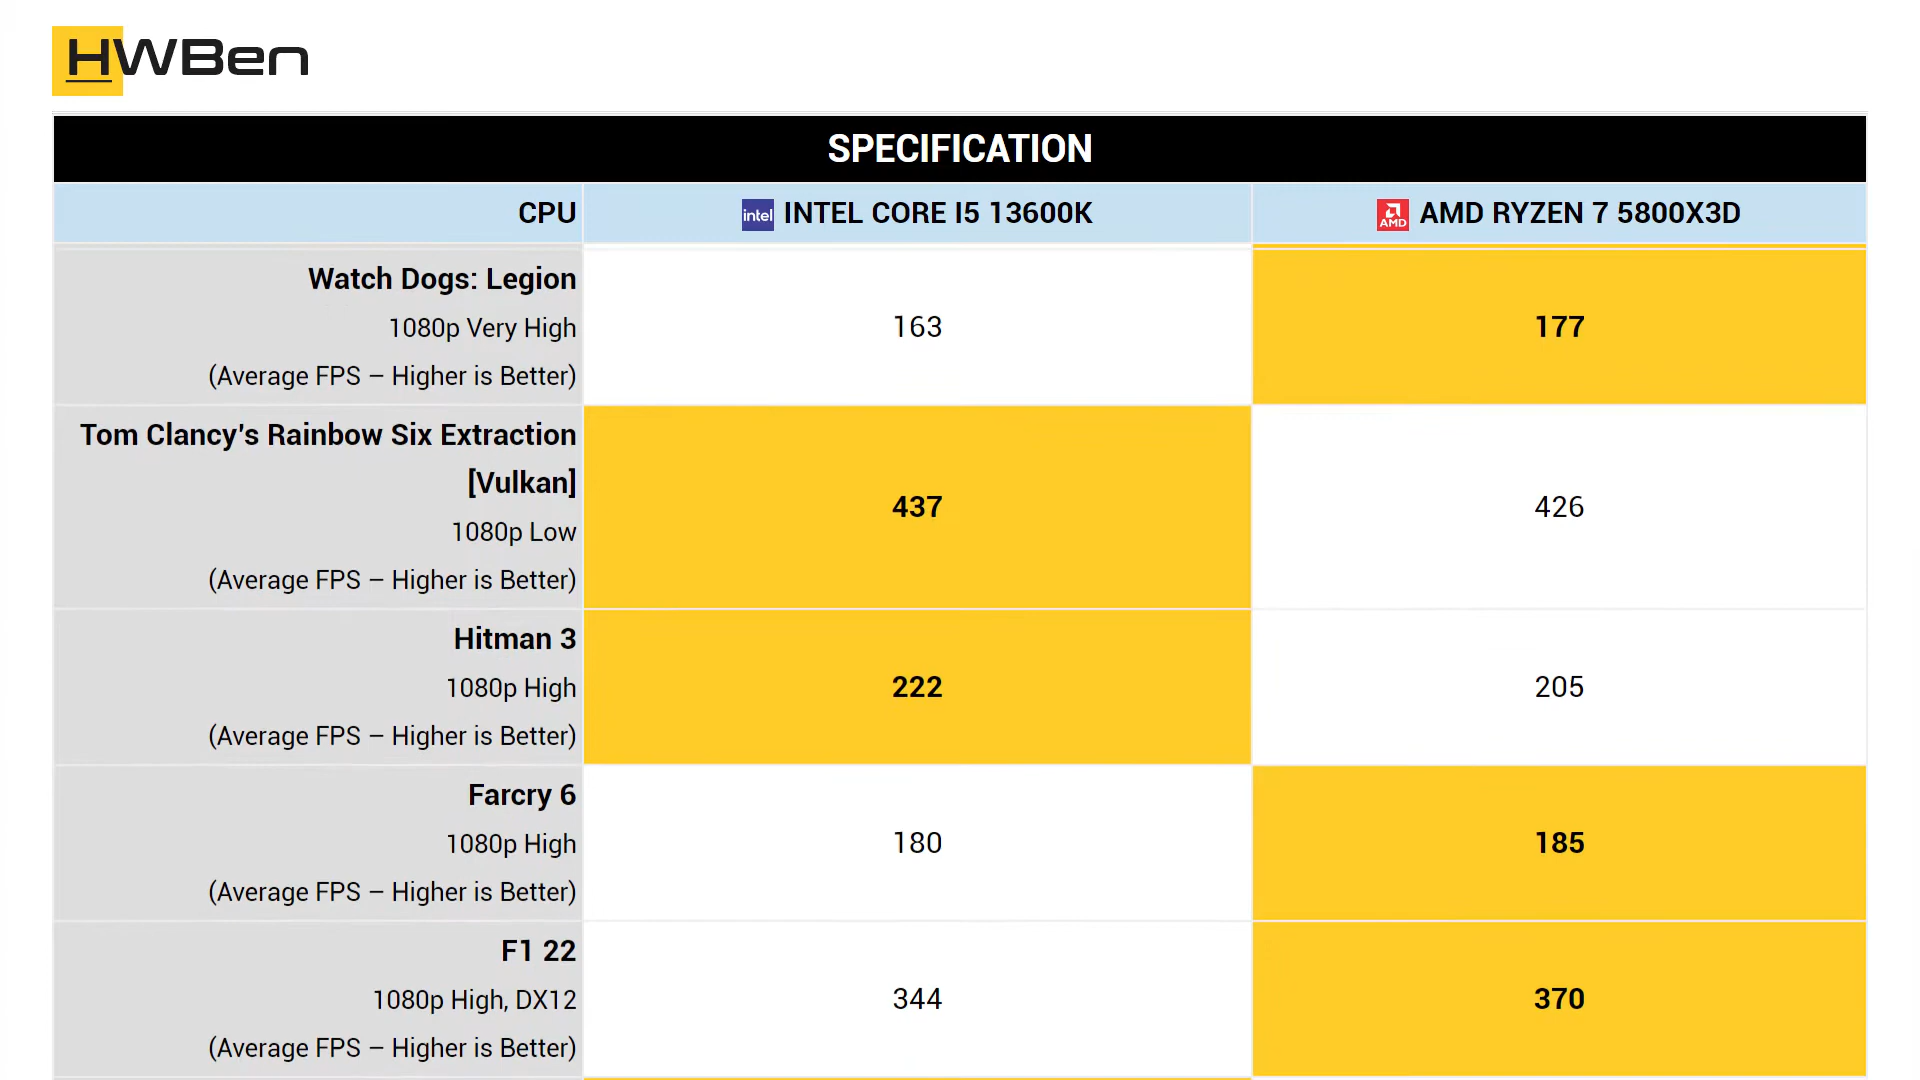 HWBen
SPECIFICATION
CPU
intel INTEL CORE I5 13600K
AMD AMD RYZEN 7 5800X3D
Watch Dogs: Legion
1080p Very High
(Average FPS – Higher is Better)
163
177
Tom Clancy's Rainbow Six Extraction
[Vulkan]
1080p Low
(Average FPS – Higher is Better)
437
426
Hitman 3
1080p High
(Average FPS – Higher is Better)
222
205
Farcry 6
1080p High
(Average FPS – Higher is Better)
180
185
F1 22
1080p High, DX12
(Average FPS – Higher is Better)
344
370